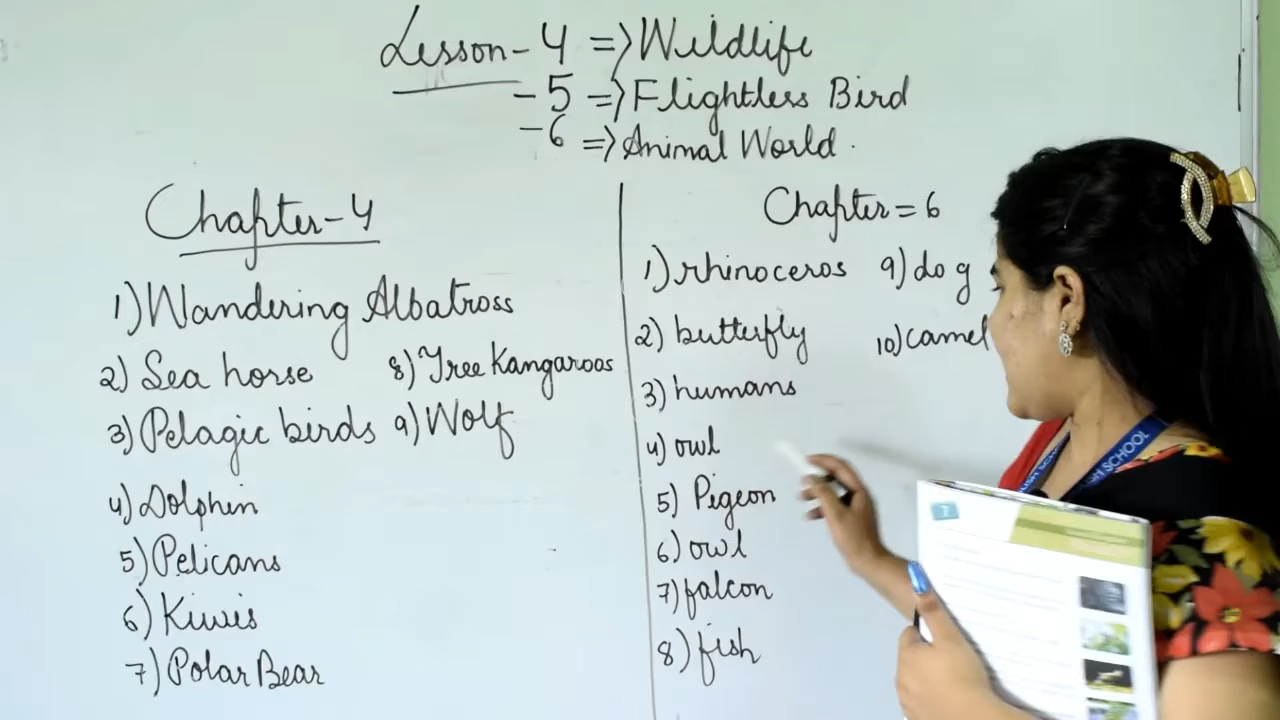 Lesson - 4 => Wildlife
- 5 => Flightless Bird
- 6 => Animal World.
Chapter - 4
1) Wandering Albatross
2) Sea horse
3) Pelagic birds
4) Dolphin
5) Pelicans
6) Kiwis
7) Polar Bear
8) Tree Kangaroos
9) Wolf
Chapter = 6
1) rhinoceros
2) butterfly
3) humans
4) owl
5) Pigeon
6) owl
7) falcon
8) fish
9) dog
10) camel
SCHOOL
7